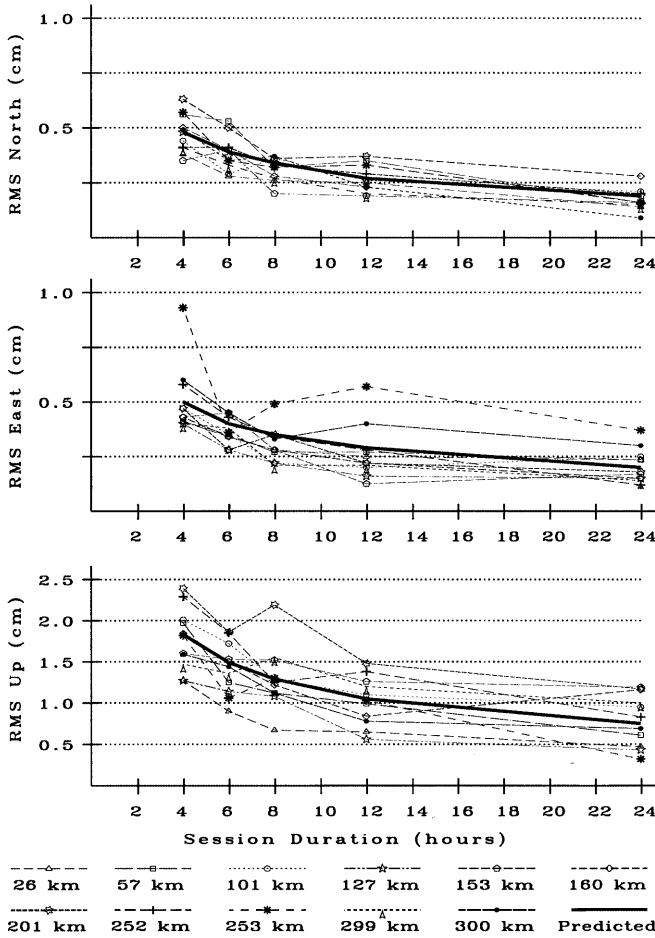 1.0
0.5
RMS North (cm)
2 4 6 8 10 12 14 16 18 20 22 24
1.0
0.5
RMS East (cm)
2 4 6 8 10 12 14 16 18 20 22 24
2.5
2.0
1.5
1.0
0.5
RMS Up (cm)
2 4 6 8 10 12 14 16 18 20 22 24
Session Duration (hours)
26 km 57 km 101 km 127 km 153 km 160 km
201 km 252 km 253 km 299 km 300 km Predicted